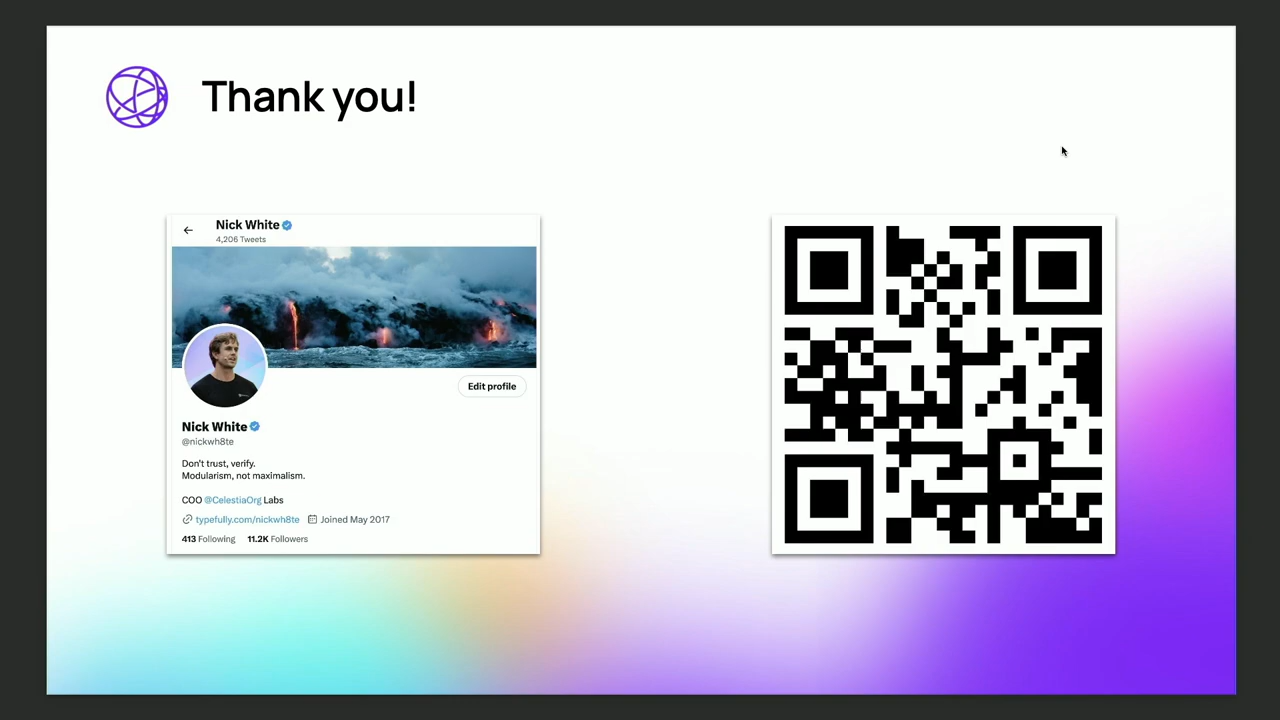 Thank you!
Nick White
4,206 Tweets
Edit profile
Nick White
@nickwh8te
Don't trust, verify.
Modularism, not maximalism.
COO @CelestiaOrg Labs
typefully.com/nickwh8te Joined May 2017
413 Following 11.2K Followers